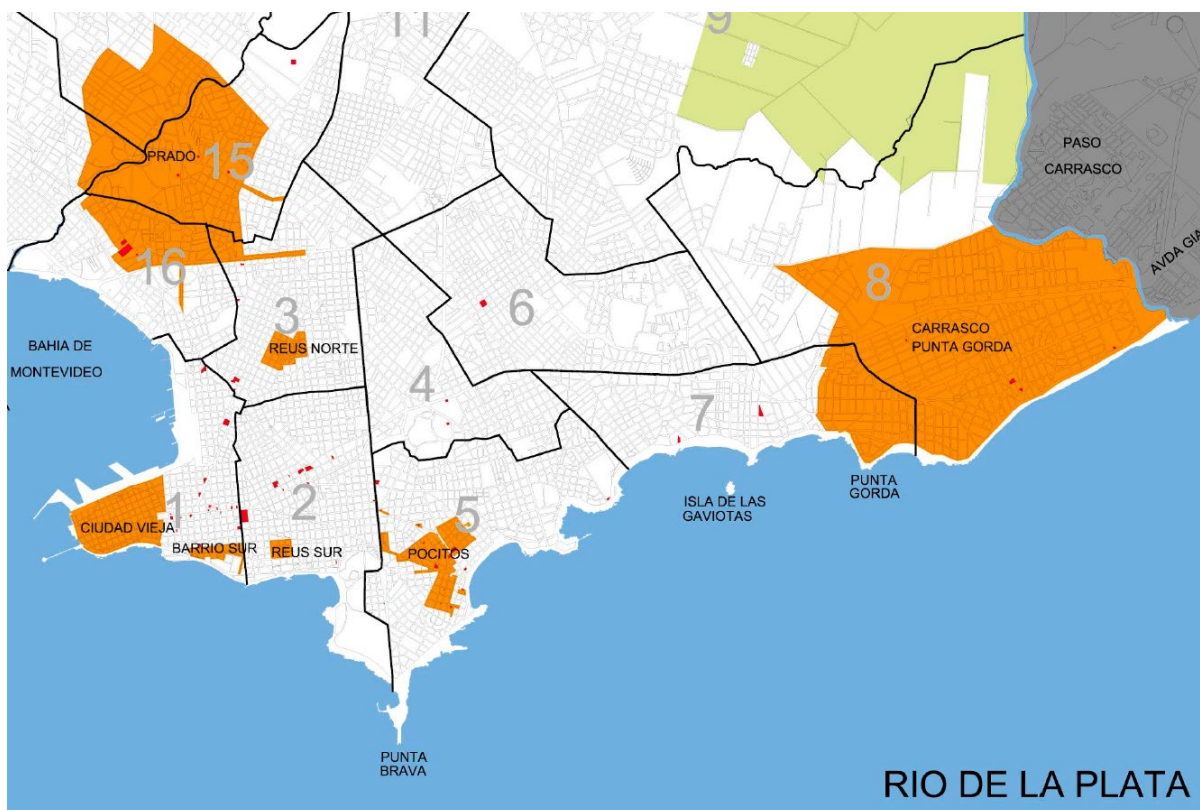 11
9
PASO
CARRASCO
PRADO
15
AVDA GIA
16
8
3
6
CARRASCO
PUNTA GORDA
BAHIA DE
MONTEVIDEO
REUS NORTE
4
7
PUNTA
GORDA
ISLA DE LAS
GAVIOTAS
1
2
5
CIUDAD VIEJA
BARRIO SUR
REUS SUR
POCITOS
PUNTA
BRAVA
RIO DE LA PLATA